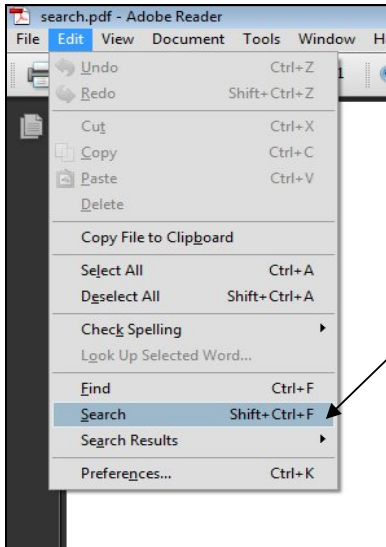 search.pdf - Adobe Reader
File Edit View Document Tools Window H
Undo Ctrl+Z
Redo Shift+Ctrl+Z
Cut Ctrl+X
Copy Ctrl+C
Paste Ctrl+V
Delete
Copy File to Clipboard
Select All Ctrl+A
Deselect All Shift+Ctrl+A
Check Spelling
Look Up Selected Word...
Find Ctrl+F
Search Shift+Ctrl+F
Search Results
Preferences... Ctrl+K